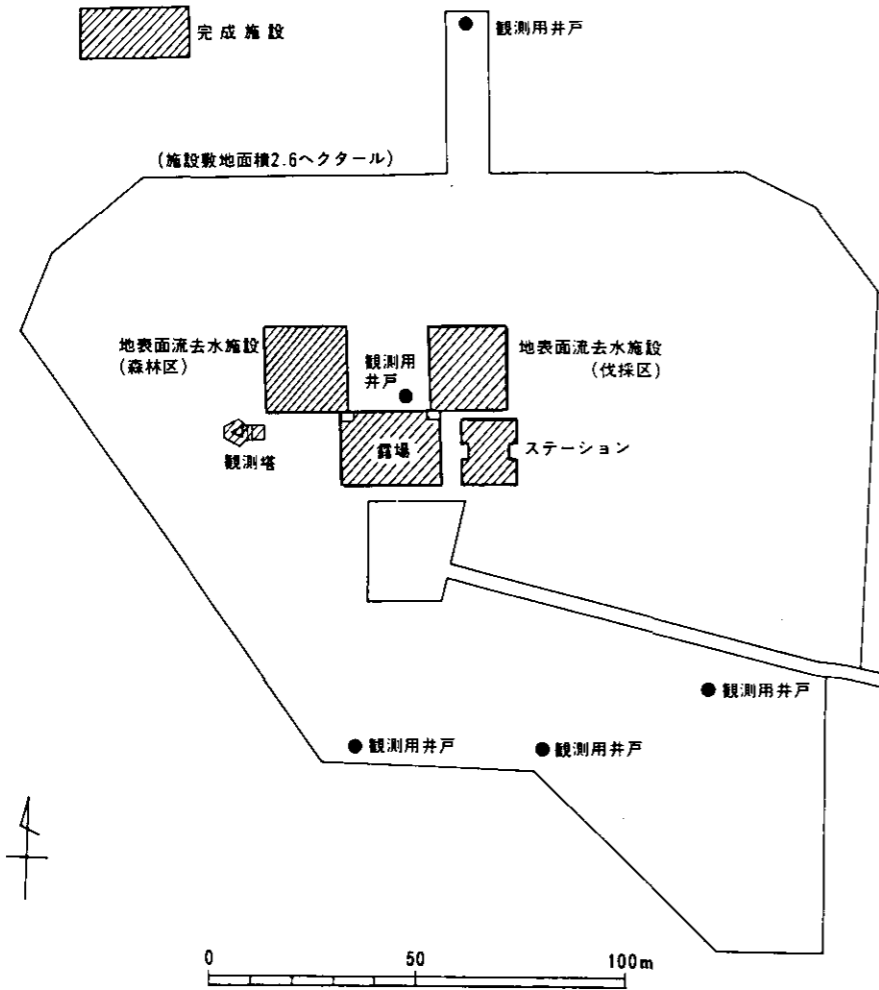 完成施設
観測用井戸
(施設敷地面積2.6ヘクタール)
地表面流去水施設
(森林区)
観測用
井戸
地表面流去水施設
(伐採区)
観測塔
露場
ステーション
観測用井戸
観測用井戸
観測用井戸
0 50 100m